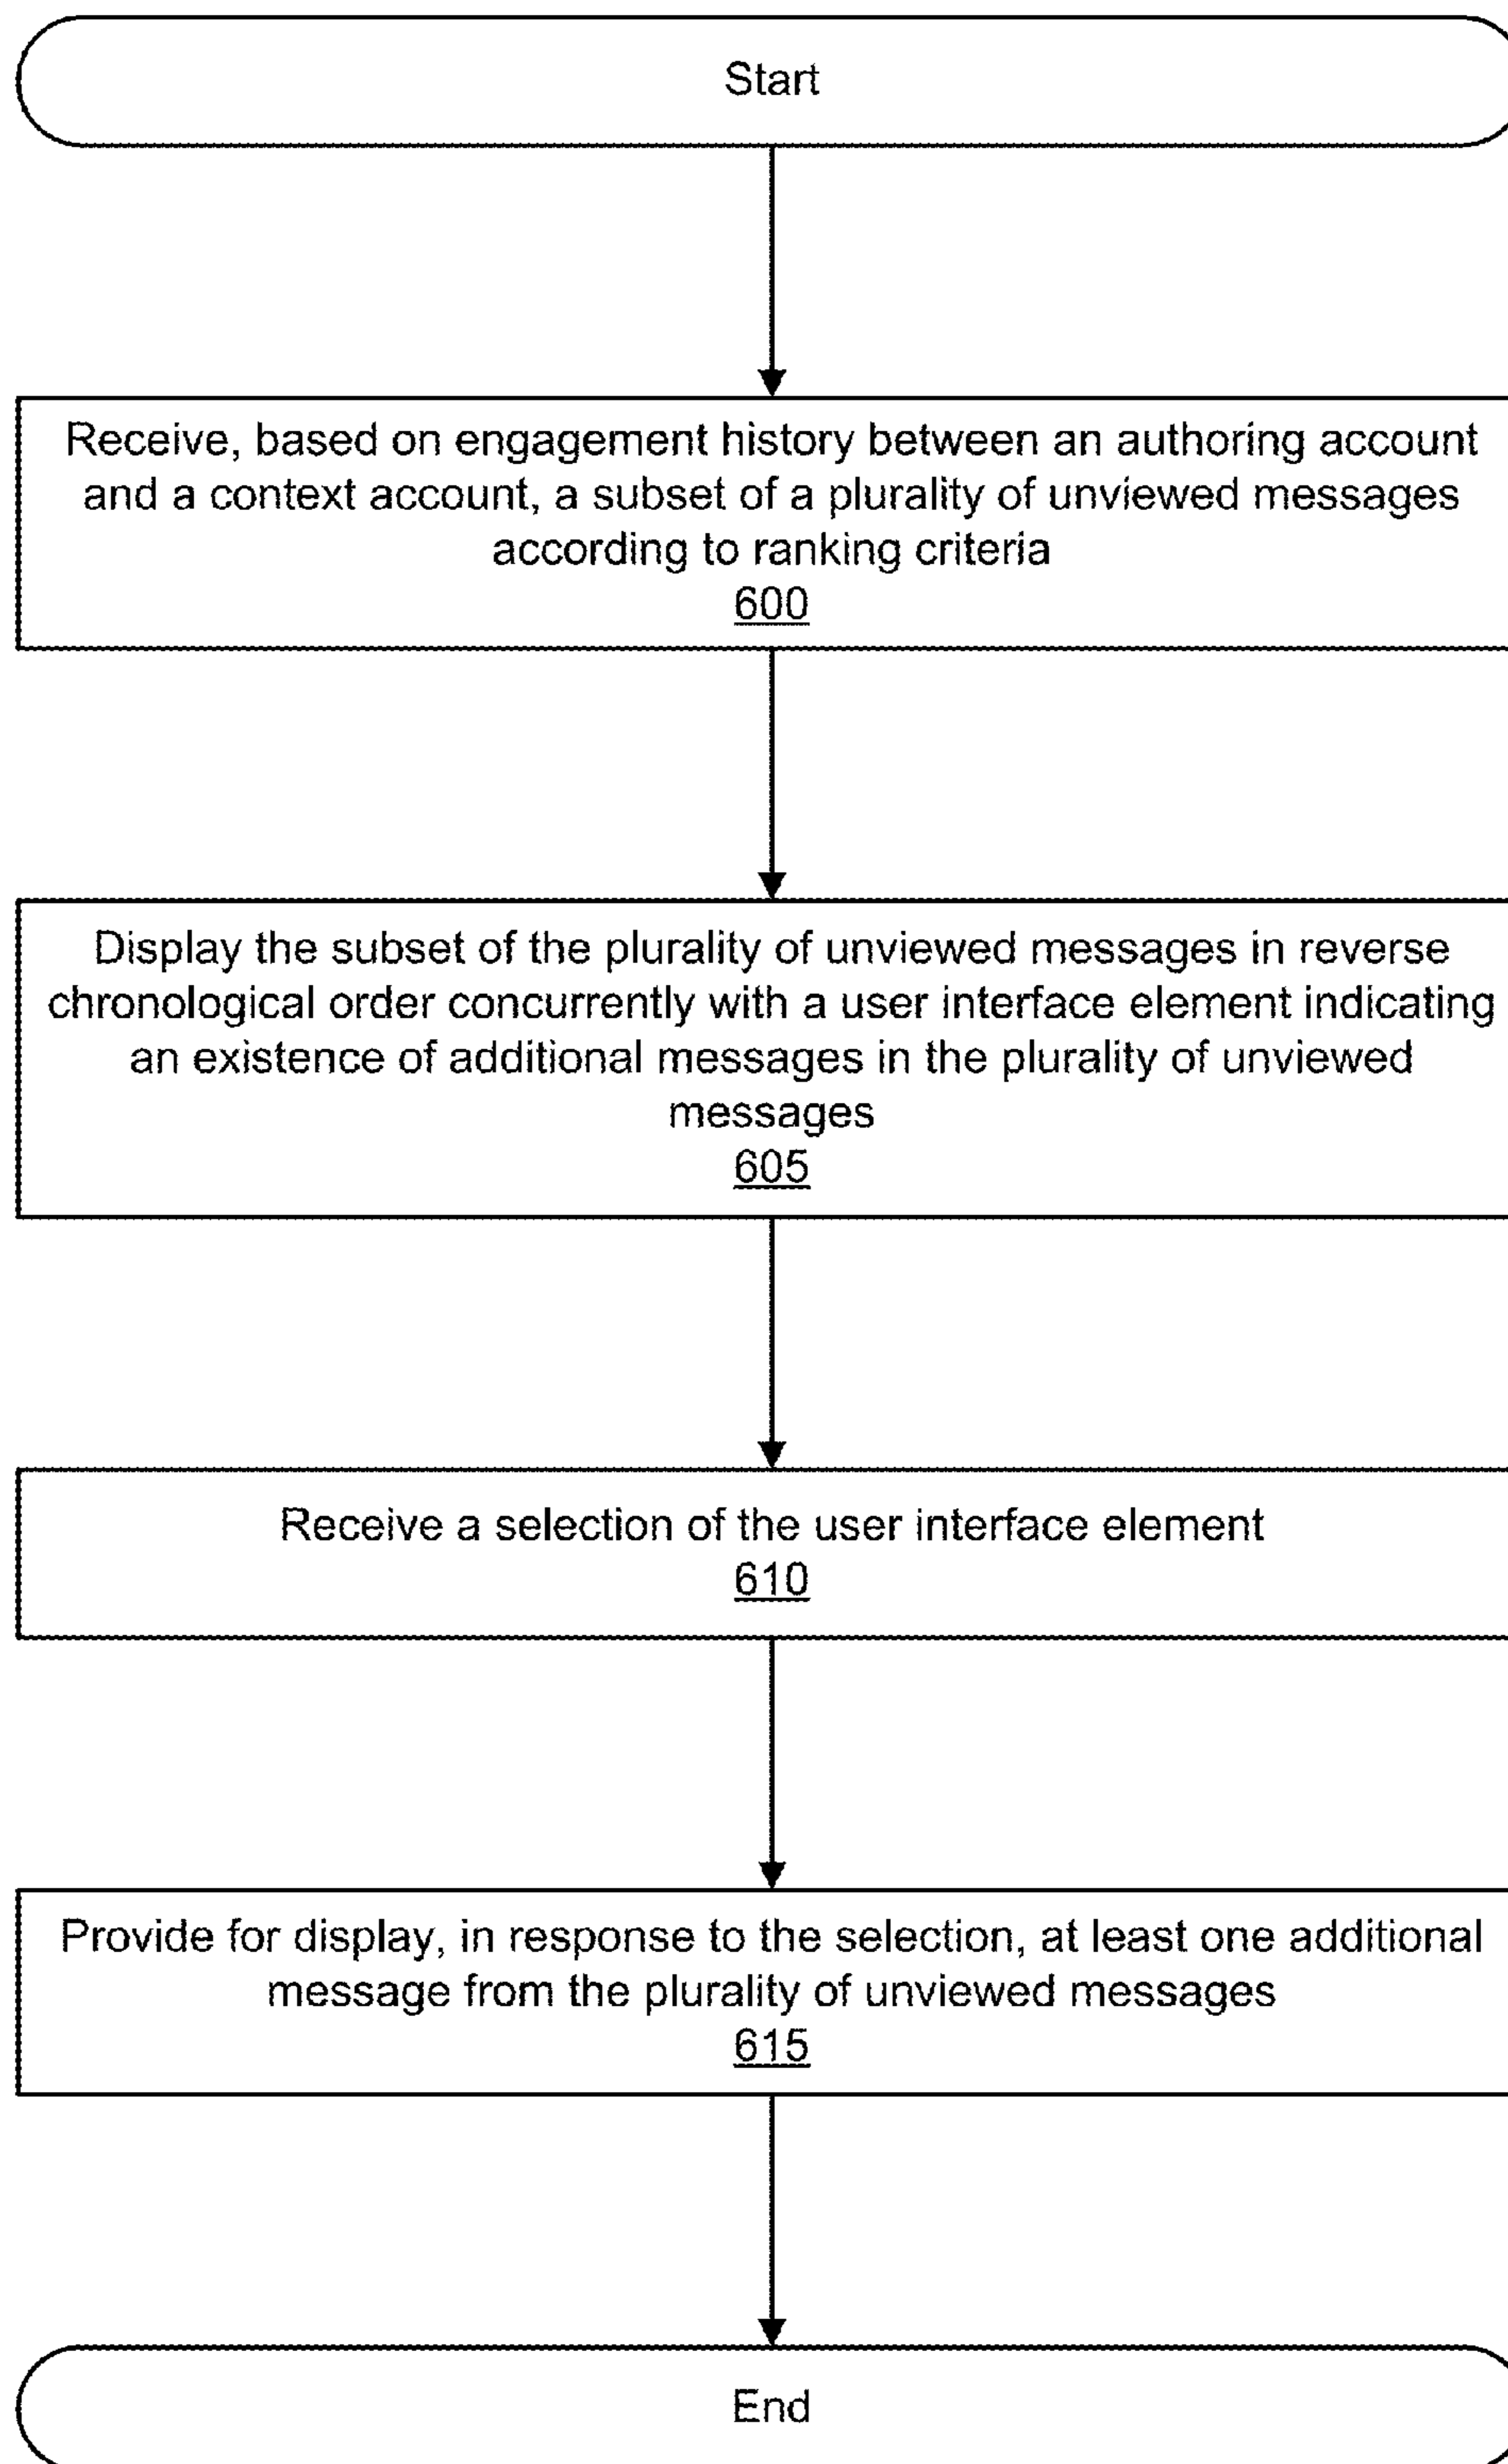 Start
Receive, based on engagement history between an authoring account
and a context account, a subset of a plurality of unviewed messages
according to ranking criteria
600
Display the subset of the plurality of unviewed messages in reverse
chronological order concurrently with a user interface element indicating
an existence of additional messages in the plurality of unviewed
messages
605
Receive a selection of the user interface element
610
Provide for display, in response to the selection, at least one additional
message from the plurality of unviewed messages
615
End